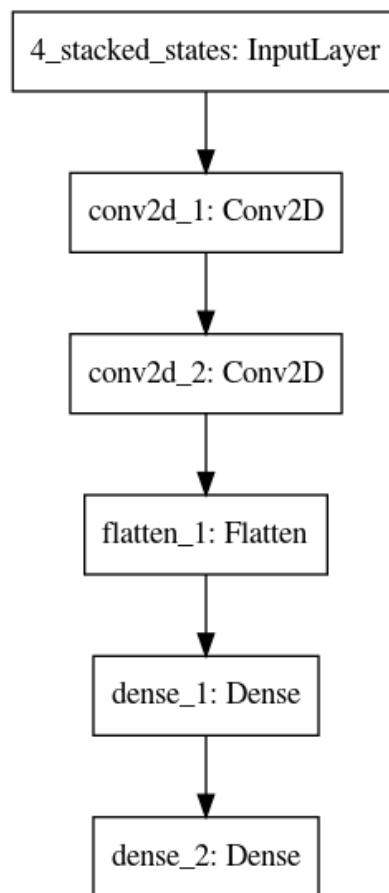 4_stacked_states: InputLayer
conv2d_1: Conv2D
conv2d_2: Conv2D
flatten_1: Flatten
dense_1: Dense
dense_2: Dense